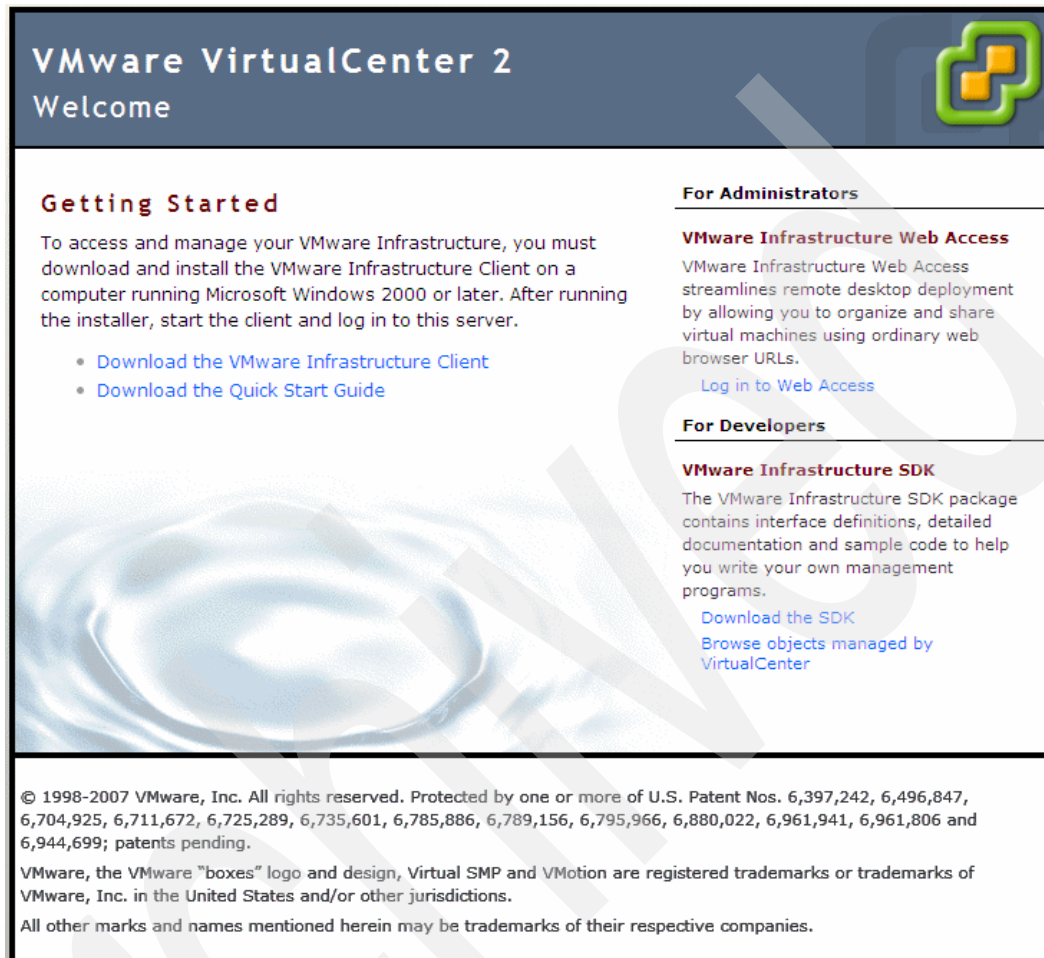 VMware VirtualCenter 2
Welcome
Getting Started
To access and manage your VMware Infrastructure, you must
download and install the VMware Infrastructure Client on a
computer running Microsoft Windows 2000 or later. After running
the installer, start the client and log in to this server.
Download the VMware Infrastructure Client
Download the Quick Start Guide
For Administrators
VMware Infrastructure Web Access
VMware Infrastructure Web Access
streamlines remote desktop deployment
by allowing you to organize and share
virtual machines using ordinary web
browser URLs.
Log in to Web Access
For Developers
VMware Infrastructure SDK
The VMware Infrastructure SDK package
contains interface definitions, detailed
documentation and sample code to help
you write your own management
programs.
Download the SDK
Browse objects managed by
VirtualCenter
© 1998-2007 VMware, Inc. All rights reserved. Protected by one or more of U.S. Patent Nos. 6,397,242, 6,496,847,
6,704,925, 6,711,672, 6,725,289, 6,735,601, 6,785,886, 6,789,156, 6,795,966, 6,880,022, 6,961,941, 6,961,806 and
6,944,699; patents pending.
VMware, the VMware “boxes” logo and design, Virtual SMP and VMotion are registered trademarks or trademarks of
VMware, Inc. in the United States and/or other jurisdictions.
All other marks and names mentioned herein may be trademarks of their respective companies.